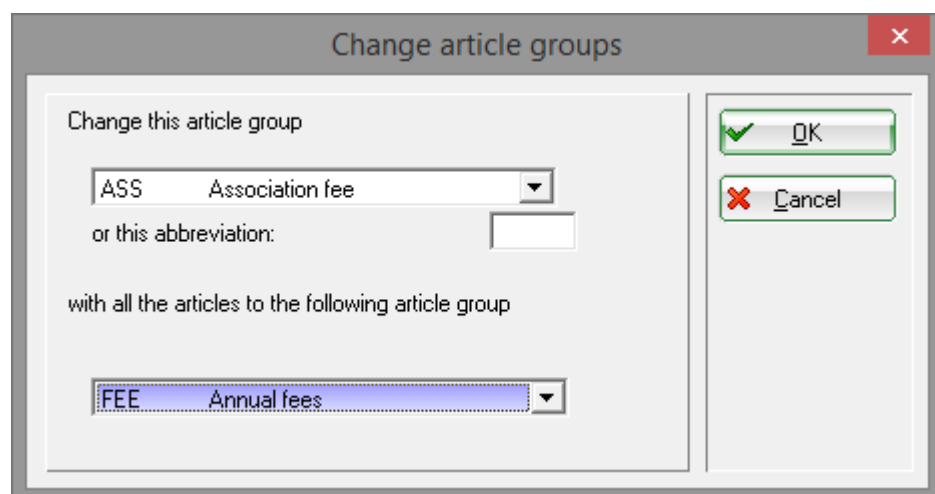 Change article groups
Change this article group
OK
ASS Association fee
Cancel
or this abbreviation:
with all the articles to the following article group
FEE Annual fees